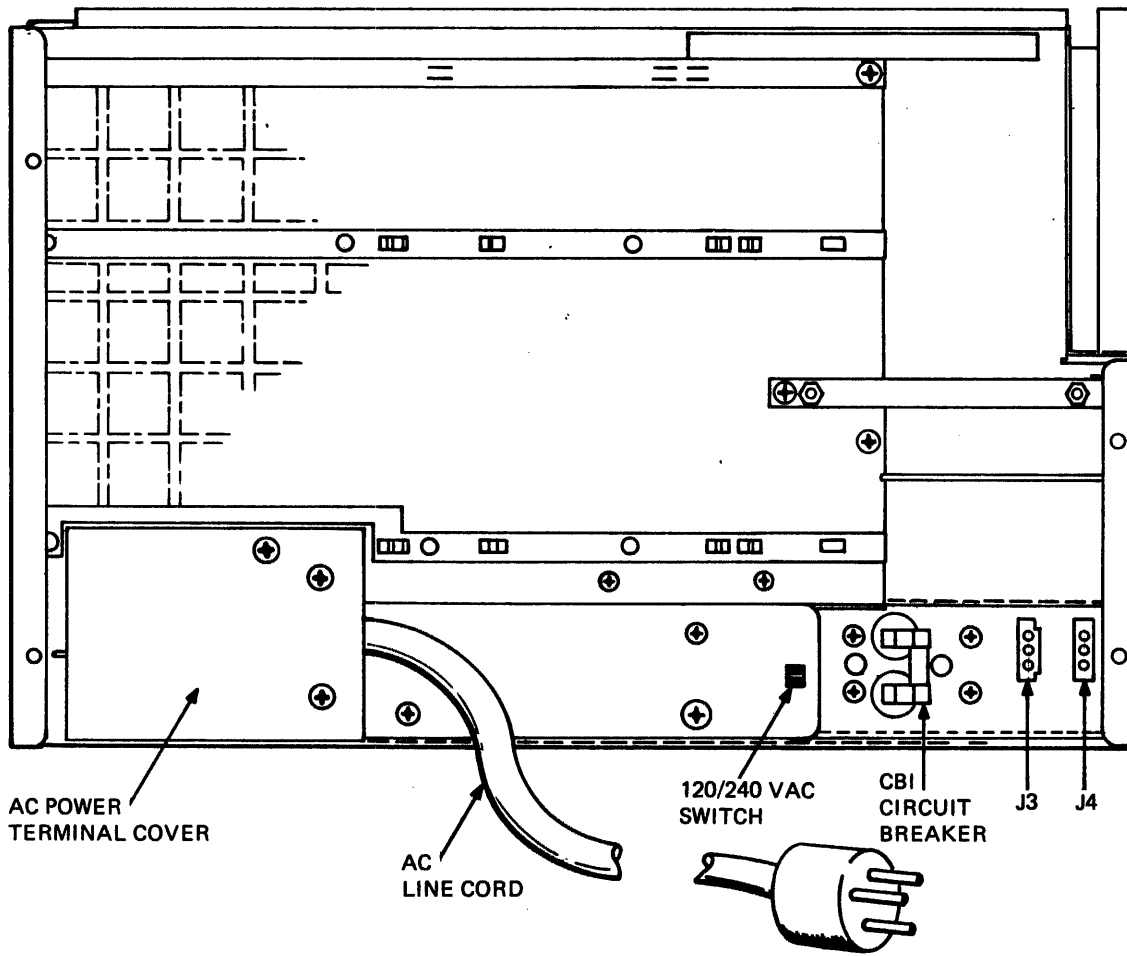 AC POWER
TERMINAL COVER
AC
LINE CORD
120/240 VAC
SWITCH
CBI
CIRCUIT
BREAKER
J3
J4